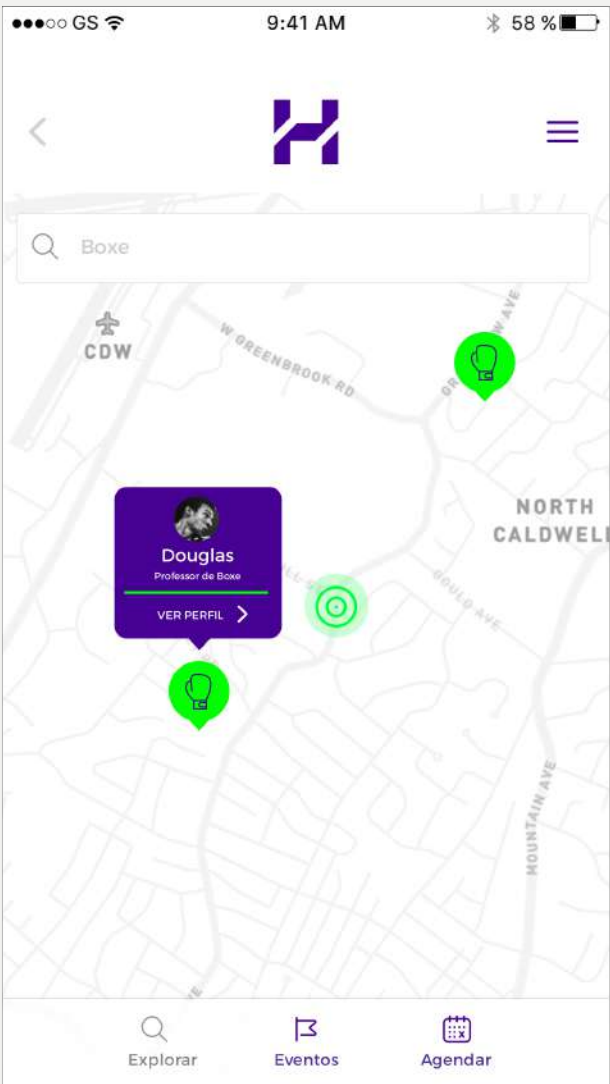 GS 9:41 AM 58 %
H
Boxe
CDW
W GREENBROOK RD
NORTH
CALDWELL
Douglas
Professor de Boxe
VER PERFIL
GOULD AVE
MOUNTAIN AVE
Explorar Eventos Agendar